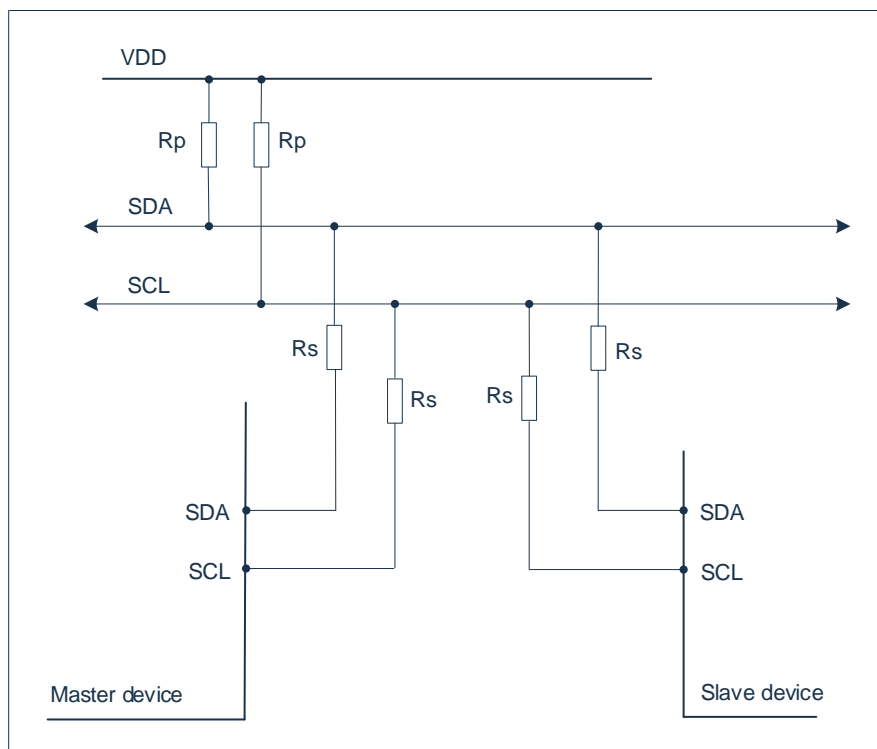 VDD
Rp
Rp
SDA
SCL
Rs
Rs
Rs
Rs
SDA
SDA
SCL
SCL
Master device
Slave device